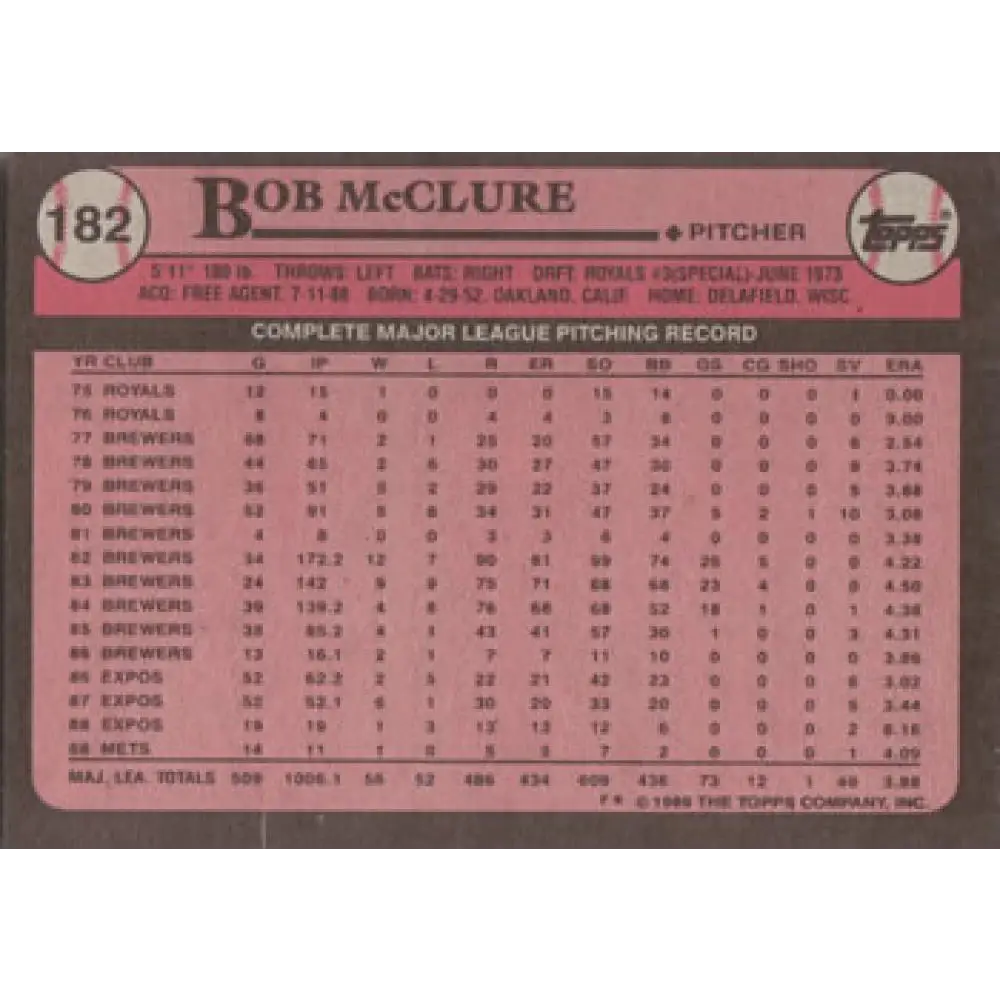 182
BOB McCLURE
PITCHER
TOPPS®
5'11" 180 lb. THROWS: LEFT BATS: RIGHT DRFT: ROYALS #3(SPECIAL)-JUNE 1973
ACQ: FREE AGENT, 7-11-88 BORN: 4-29-52, OAKLAND, CALIF. HOME: DELAFIELD, WISC.
COMPLETE MAJOR LEAGUE PITCHING RECORD
YR CLUB G IP W L R ER SO BB GS CG SHO SV ERA
75 ROYALS 12 15 1 0 0 0 15 14 0 0 0 1 0.00
76 ROYALS 8 4 0 0 4 4 3 8 0 0 0 0 9.00
77 BREWERS 68 71 2 1 25 20 57 34 0 0 0 6 2.54
78 BREWERS 44 65 2 6 30 27 47 30 0 0 0 9 3.74
79 BREWERS 36 51 5 2 29 22 37 24 0 0 0 5 3.88
80 BREWERS 52 91 5 8 34 31 47 37 5 2 1 10 3.08
81 BREWERS 4 8 0 0 3 3 6 4 0 0 0 0 3.38
82 BREWERS 34 172.2 12 7 90 81 99 74 26 5 0 0 4.22
83 BREWERS 24 142 9 9 75 71 68 68 23 4 0 0 4.50
84 BREWERS 39 139.2 4 8 76 68 68 52 18 1 0 1 4.38
85 BREWERS 38 85.2 4 1 43 41 57 30 1 0 0 3 4.31
86 BREWERS 13 16.1 2 1 7 7 11 10 0 0 0 0 3.86
86 EXPOS 52 62.2 2 5 22 21 42 23 0 0 0 6 3.02
87 EXPOS 52 52.1 6 1 30 20 33 20 0 0 0 5 3.44
88 EXPOS 19 19 1 3 13 13 12 6 0 0 0 2 6.16
88 METS 14 11 1 0 5 5 7 2 0 0 0 1 4.09
MAJ. LEA. TOTALS 509 1006.1 56 52 486 434 609 436 73 12 1 48 3.88
© 1989 THE TOPPS COMPANY, INC.